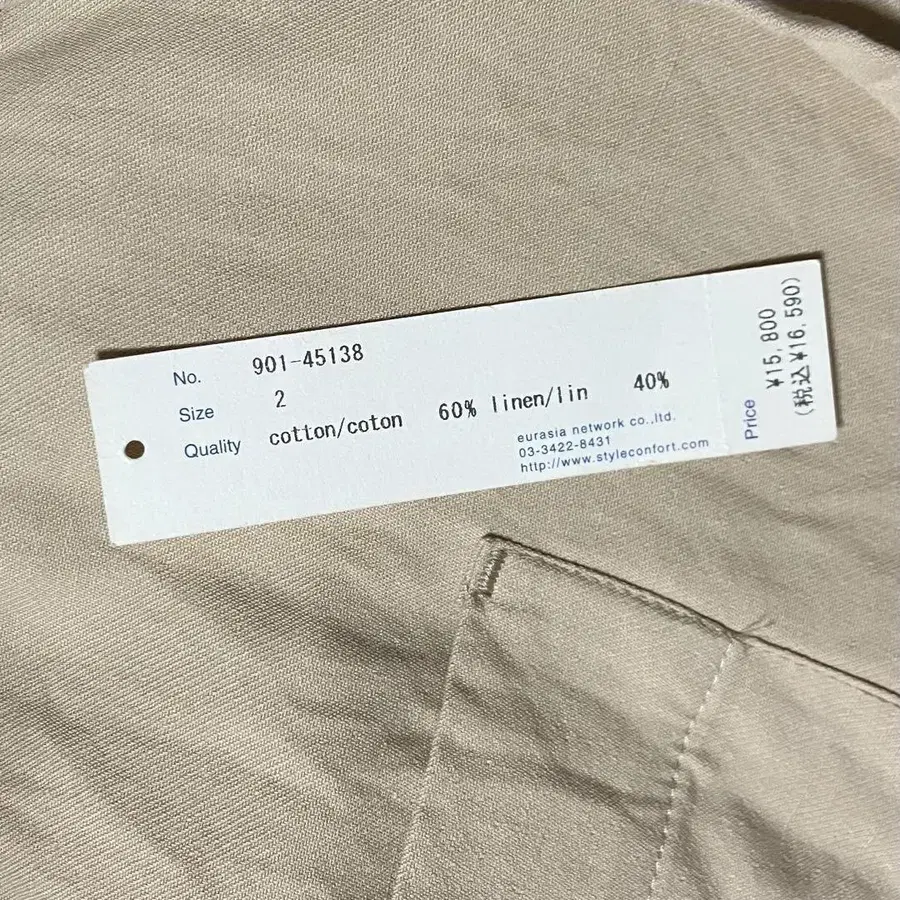 No. 901-45138
Size 2
Quality cotton/coton 60% linen/lin 40%
eurasia network co.,ltd.
03-3422-8431
http://www.styleconfort.com
Price ¥15,800
(税込¥16,590)